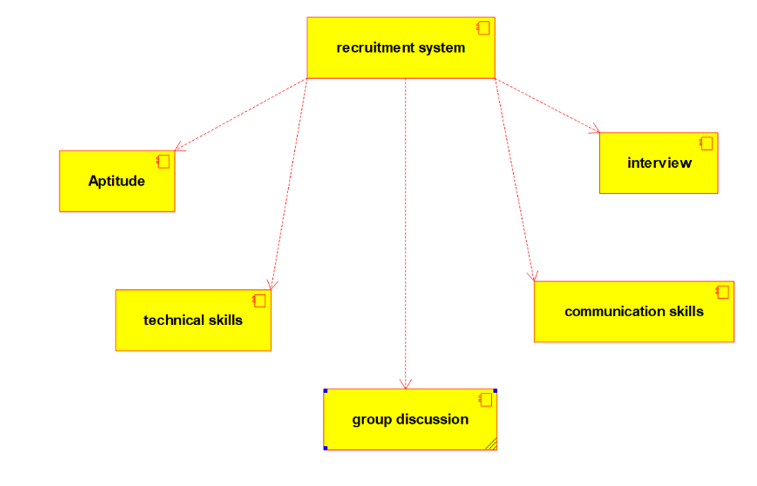 recruitment system
Aptitude
interview
technical skills
communication skills
group discussion